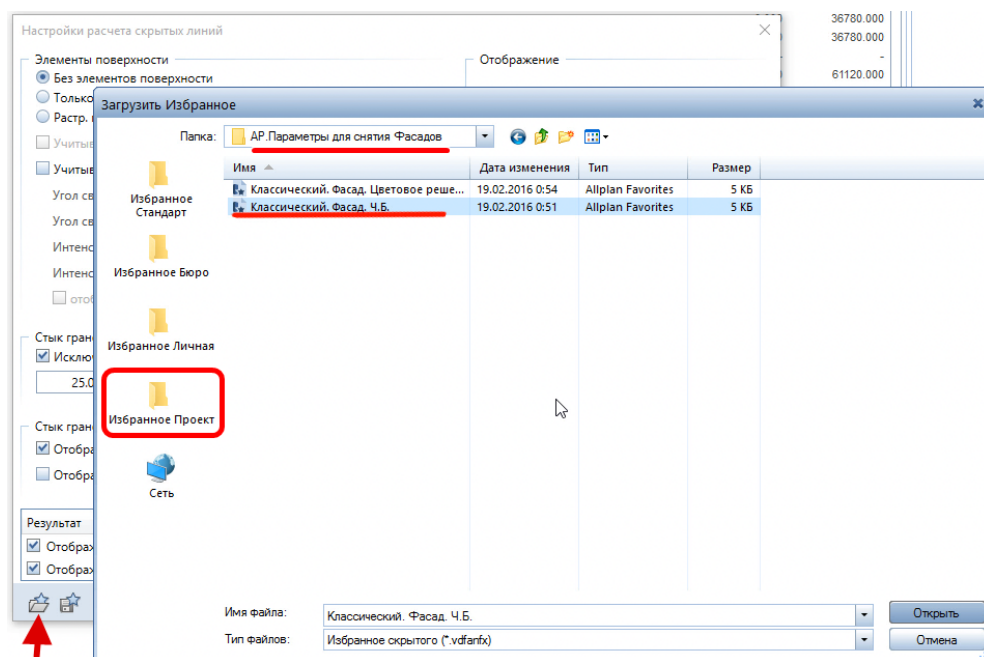 36780.000
Настройки расчета скрытых линий
36780.000
-
Элементы поверхности
Отображение
Без элементов поверхности
61120.000
Загрузить Избранное
Папка: АР.Параметры для снятия Фасадов
Имя Дата изменения Тип Размер
Классический. Фасад. Цветовое реше... 19.02.2016 0:54 Allplan Favorites 5 КБ
Классический. Фасад. Ч.Б. 19.02.2016 0:51 Allplan Favorites 5 КБ
Избранное
Стандарт
Избранное Бюро
Избранное Личная
Избранное Проект
Сеть
Только
Растр.
Учитыв
Учитыв
Угол св
Угол св
Интенс
Интенс
отоб
Стык гран
Исклю
25.0
Стык гран
Отобра
Отобра
Результат
Отображ
Отображ
Имя файла: Классический. Фасад. Ч.Б. Открыть
Тип файлов: Избранное скрытого (*.vdfanfx) Отмена